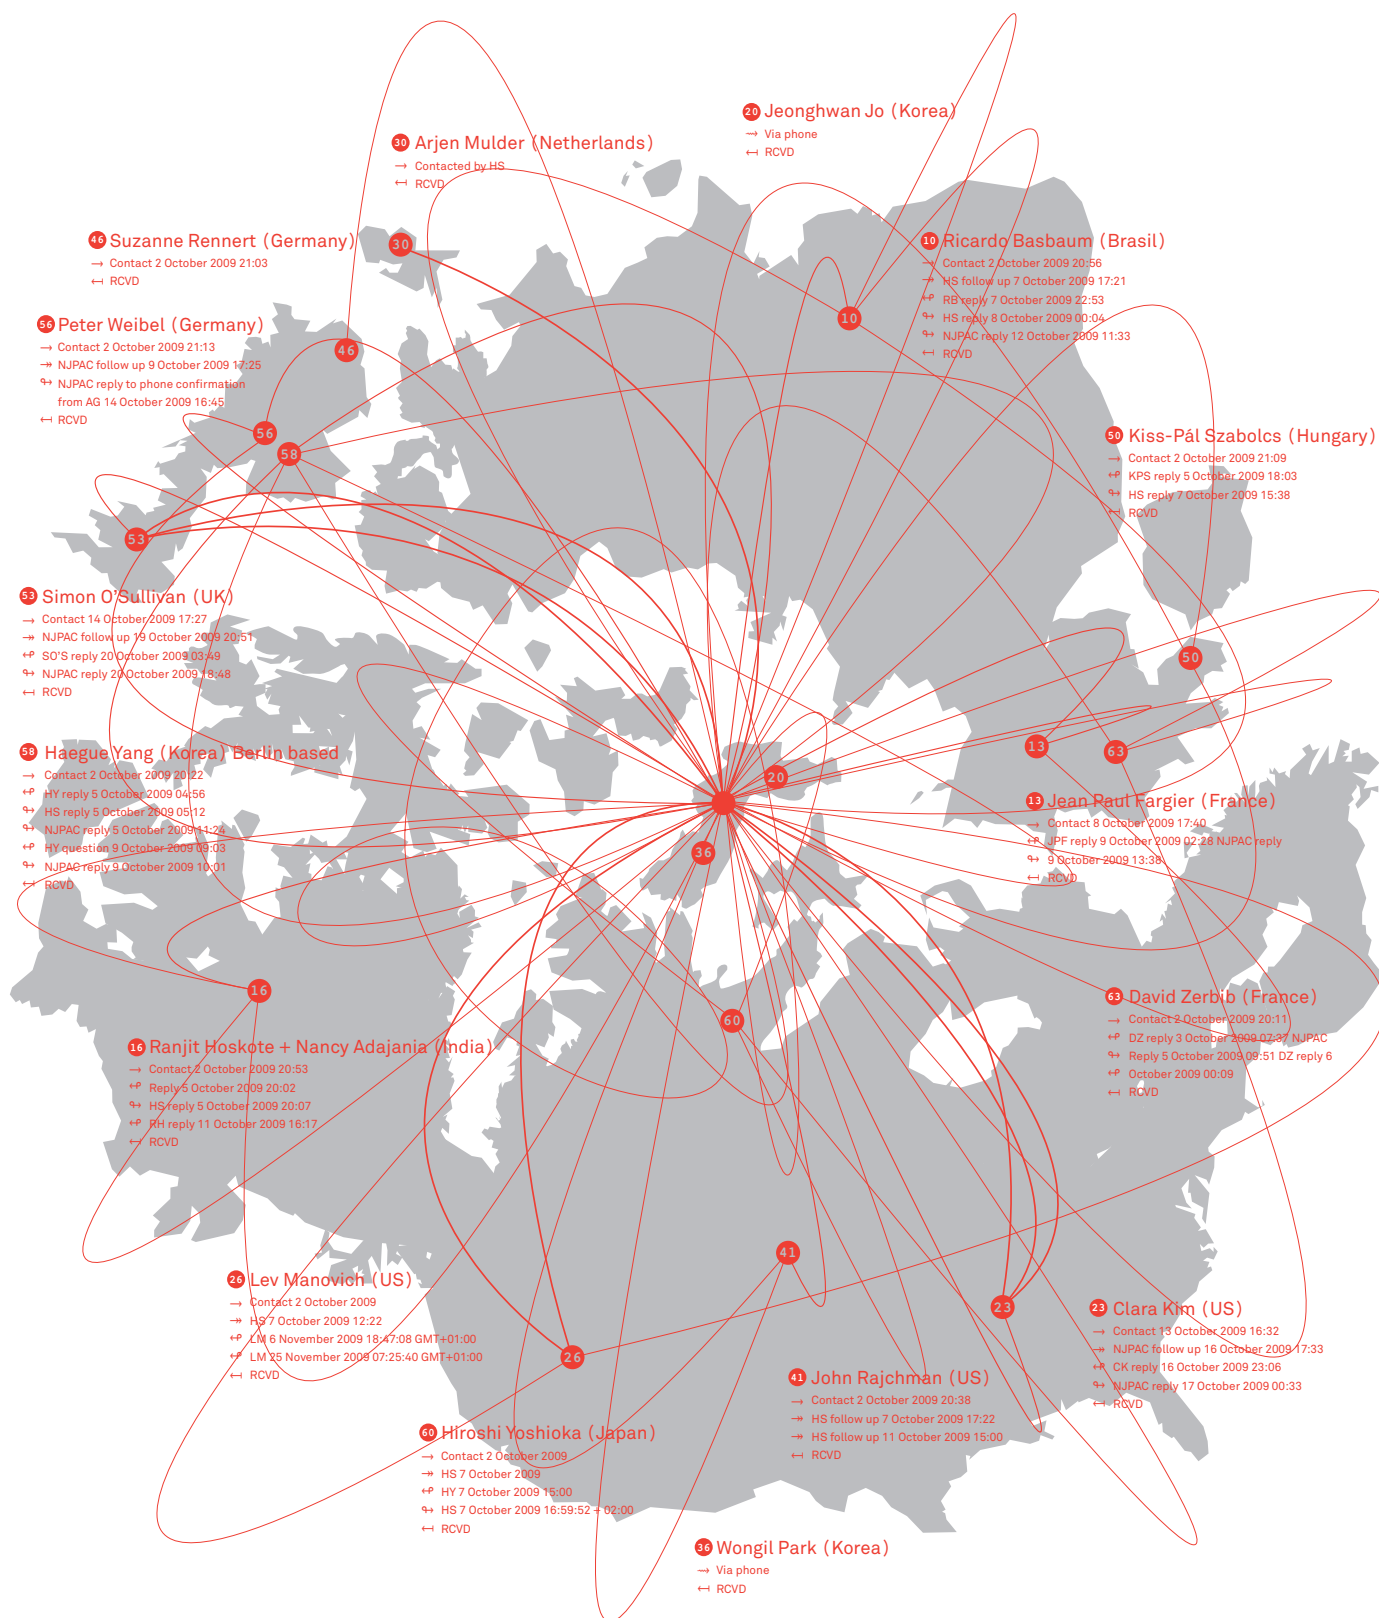 20 Jeonghwan Jo (Korea)
⇝ Via phone
↤ RCVD
30 Arjen Mulder (Netherlands)
→ Contacted by HS
↤ RCVD
46 Suzanne Rennert (Germany)
→ Contact 2 October 2009 21:03
↤ RCVD
10 Ricardo Basbaum (Brasil)
→ Contact 2 October 2009 20:56
↠ HS follow up 7 October 2009 17:21
↫ RB reply 7 October 2009 22:53
↬ HS reply 8 October 2009 00:04
↬ NJPAC reply 12 October 2009 11:33
↤ RCVD
56 Peter Weibel (Germany)
→ Contact 2 October 2009 21:13
↠ NJPAC follow up 9 October 2009 17:25
↬ NJPAC reply to phone confirmation
from AG 14 October 2009 16:45
↤ RCVD
50 Kiss-Pál Szabolcs (Hungary)
→ Contact 2 October 2009 21:09
↫ KPS reply 5 October 2009 18:03
↬ HS reply 7 October 2009 15:38
↤ RCVD
53 Simon O'Sullivan (UK)
→ Contact 14 October 2009 17:27
↠ NJPAC follow up 19 October 2009 20:51
↫ SO'S reply 20 October 2009 03:49
↬ NJPAC reply 20 October 2009 18:48
↤ RCVD
58 Haegue Yang (Korea) Berlin based
→ Contact 2 October 2009 20:22
↫ HY reply 5 October 2009 04:56
↬ HS reply 5 October 2009 05:12
↬ NJPAC reply 5 October 2009 11:24
↫ HY question 9 October 2009 09:03
↬ NJPAC reply 9 October 2009 10:01
↤ RCVD
13 Jean Paul Fargier (France)
→ Contact 8 October 2009 17:40
↫ JPF reply 9 October 2009 02:28 NJPAC reply
↬ 9 October 2009 13:38
↤ RCVD
63 David Zerbib (France)
→ Contact 2 October 2009 20:11
↫ DZ reply 3 October 2009 07:37 NJPAC
↬ Reply 5 October 2009 09:51 DZ reply 6
↫ October 2009 00:09
↤ RCVD
16 Ranjit Hoskote + Nancy Adajania (India)
→ Contact 2 October 2009 20:53
↫ Reply 5 October 2009 20:02
↬ HS reply 5 October 2009 20:07
↫ RH reply 11 October 2009 16:17
↤ RCVD
26 Lev Manovich (US)
→ Contact 2 October 2009
↠ HS 7 October 2009 12:22
↫ LM 6 November 2009 18:47:08 GMT+01:00
↫ LM 25 November 2009 07:25:40 GMT+01:00
↤ RCVD
23 Clara Kim (US)
→ Contact 13 October 2009 16:32
↠ NJPAC follow up 16 October 2009 17:33
↫ CK reply 16 October 2009 23:06
↬ NJPAC reply 17 October 2009 00:33
↤ RCVD
41 John Rajchman (US)
→ Contact 2 October 2009 20:38
↠ HS follow up 7 October 2009 17:22
↠ HS follow up 11 October 2009 15:00
↤ RCVD
60 Hiroshi Yoshioka (Japan)
→ Contact 2 October 2009
↠ HS 7 October 2009
↫ HY 7 October 2009 15:00
↬ HS 7 October 2009 16:59:52 + 02:00
↤ RCVD
36 Wongil Park (Korea)
⇝ Via phone
↤ RCVD
30
10
46
56
58
53
50
13
63
20
36
16
60
41
23
26